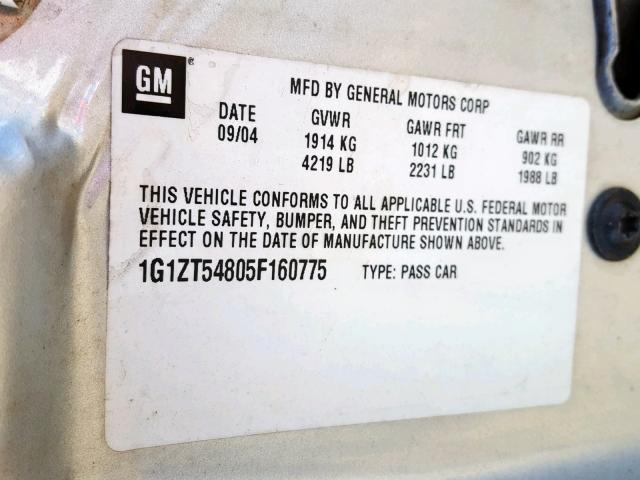 GM®
MFD BY GENERAL MOTORS CORP
DATE GVWR GAWR FRT GAWR RR
09/04 1914 KG 1012 KG 902 KG
4219 LB 2231 LB 1988 LB
THIS VEHICLE CONFORMS TO ALL APPLICABLE U.S. FEDERAL MOTOR
VEHICLE SAFETY, BUMPER, AND THEFT PREVENTION STANDARDS IN
EFFECT ON THE DATE OF MANUFACTURE SHOWN ABOVE.
1G1ZT54805F160775 TYPE: PASS CAR